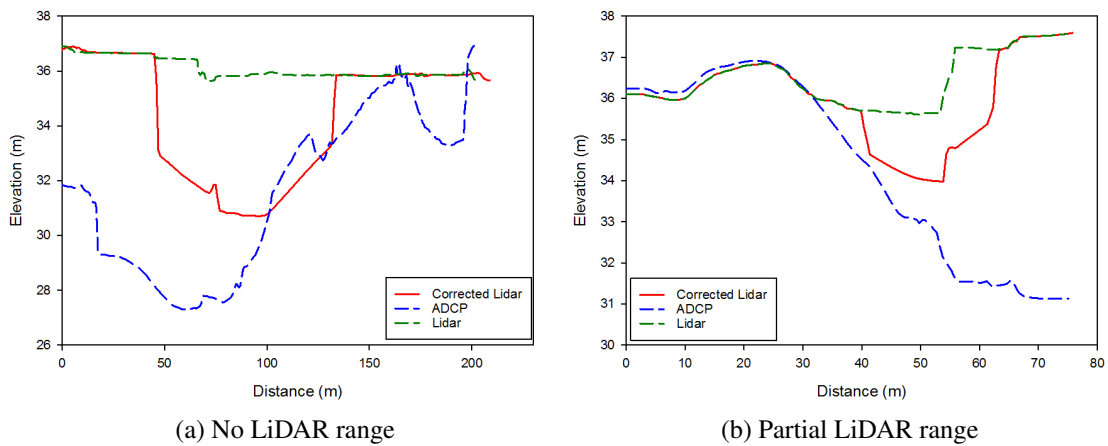 38
36
34
32
30
28
26
Elevation (m)
0
50
100
150
200
Distance (m)
Corrected Lidar
ADCP
Lidar
(a) No LiDAR range
38
37
36
35
34
33
32
31
30
Elevation (m)
0
10
20
30
40
50
60
70
80
Distance (m)
Corrected Lidar
ADCP
Lidar
(b) Partial LiDAR range